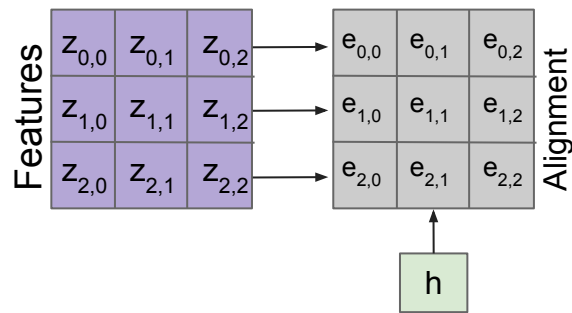 Features
z0,0 z0,1 z0,2
z1,0 z1,1 z1,2
z2,0 z2,1 z2,2
e0,0 e0,1 e0,2
e1,0 e1,1 e1,2
e2,0 e2,1 e2,2
Alignment
h